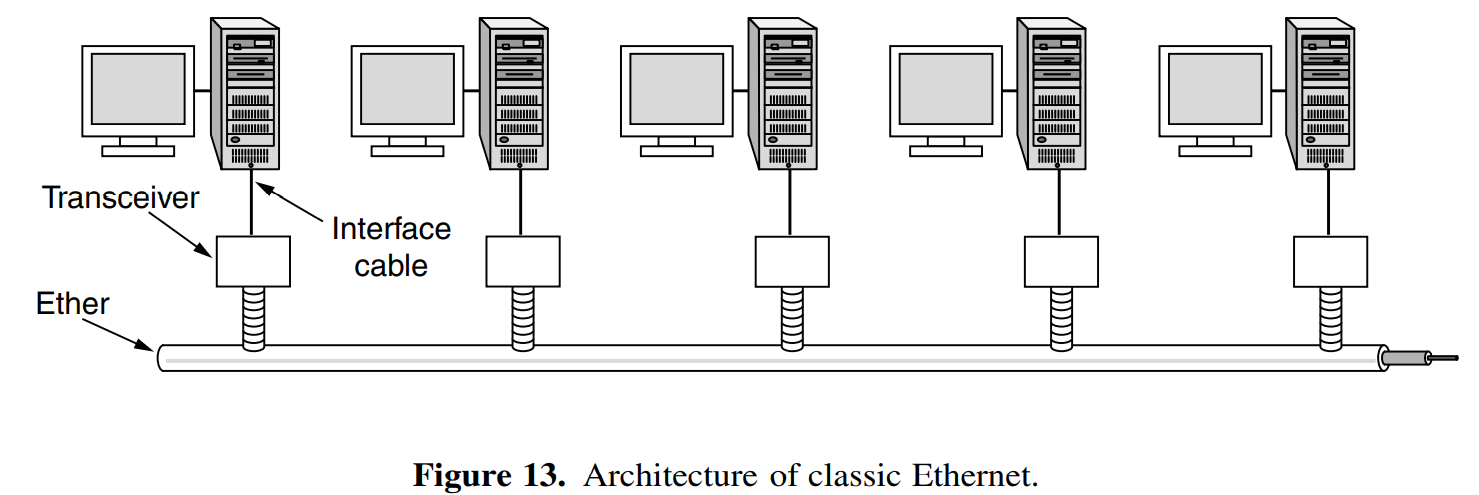 Transceiver
Interface
cable
Ether
Figure 13. Architecture of classic Ethernet.